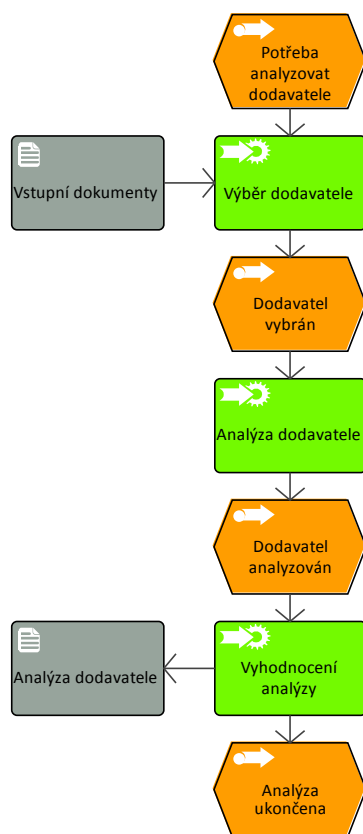 Potřeba
analyzovat
dodavatele
Vstupní dokumenty
Výběr dodavatele
Dodavatel
vybrán
Analýza dodavatele
Dodavatel
analyzován
Analýza dodavatele
Vyhodnocení
analýzy
Analýza
ukončena